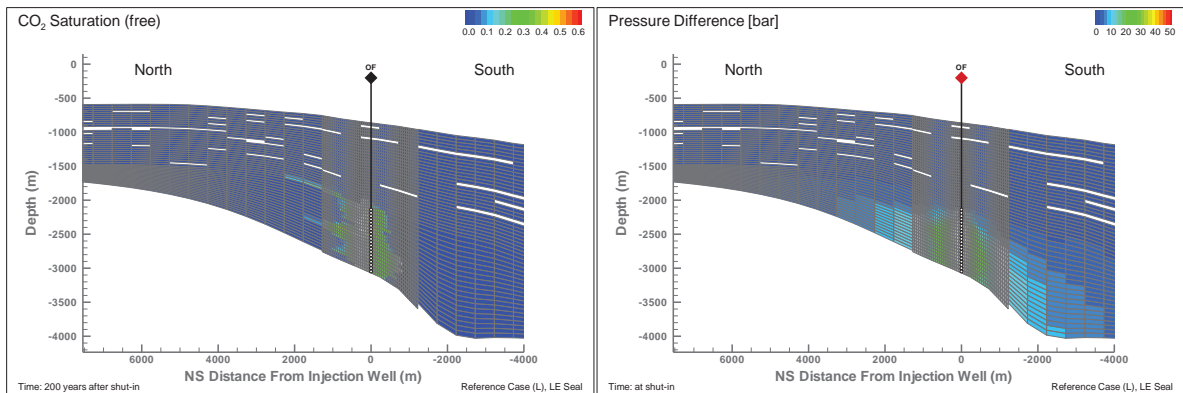 CO2 Saturation (free)
0.0 0.1 0.2 0.3 0.4 0.5 0.6
North
OF
South
Depth (m)
0
-500
-1000
-1500
-2000
-2500
-3000
-3500
-4000
6000 4000 2000 0 -2000 -4000
NS Distance From Injection Well (m)
Time: 200 years after shut-in
Reference Case (L), LE Seal
Pressure Difference [bar]
0 10 20 30 40 50
North
OF
South
Depth (m)
0
-500
-1000
-1500
-2000
-2500
-3000
-3500
-4000
6000 4000 2000 0 -2000 -4000
NS Distance From Injection Well (m)
Time: at shut-in
Reference Case (L), LE Seal